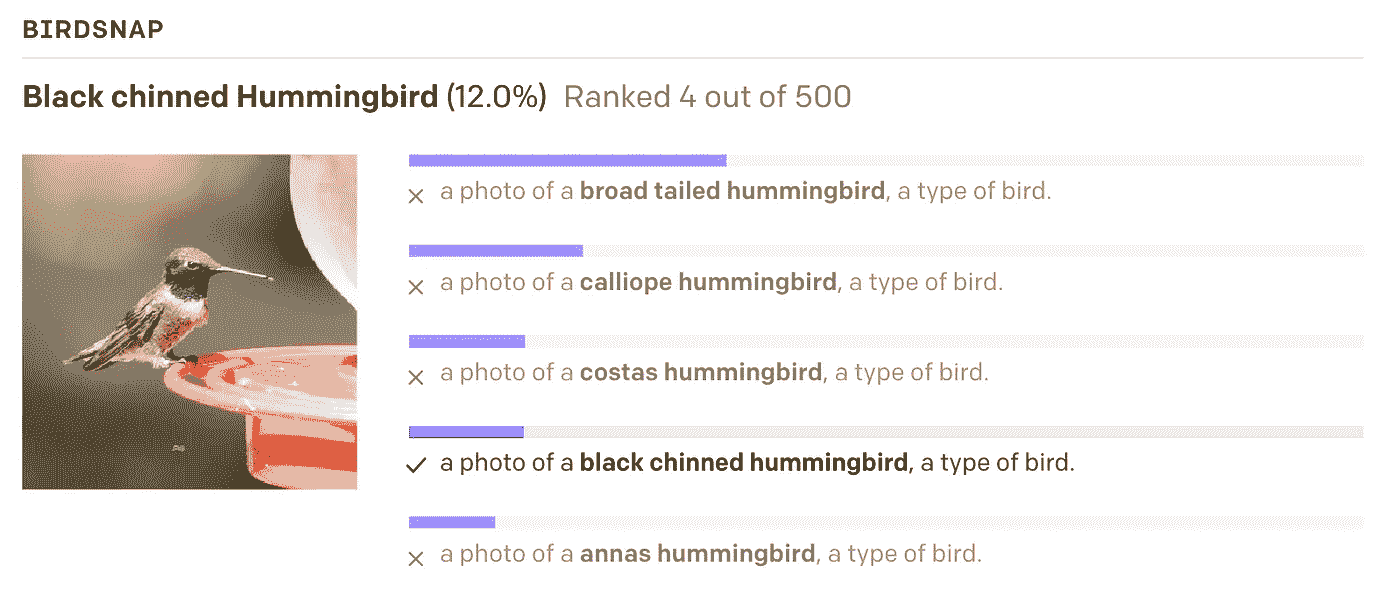 BIRDSNAP
Black chinned Hummingbird (12.0%) Ranked 4 out of 500
a photo of a broad tailed hummingbird, a type of bird.
a photo of a calliope hummingbird, a type of bird.
a photo of a costas hummingbird, a type of bird.
a photo of a black chinned hummingbird, a type of bird.
a photo of a annas hummingbird, a type of bird.